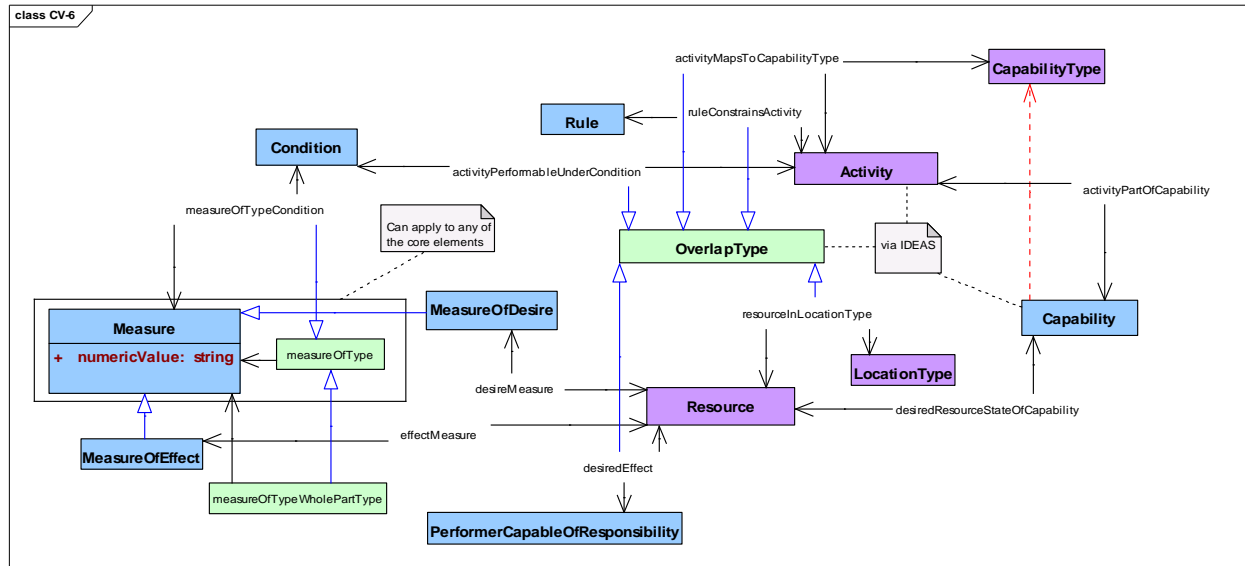 class CV-6
activityMapsToCapabilityType
CapabilityType
Rule
ruleConstrainsActivity
Condition
activityPerformableUnderCondition
Activity
activityPartOfCapability
measureOfTypeCondition
Can apply to any of
the core elements
OverlapType
via IDEAS
Measure
+ numericValue: string
measureOfType
MeasureOfDesire
resourceInLocationType
Capability
LocationType
desireMeasure
Resource
desiredResourceStateOfCapability
effectMeasure
MeasureOfEffect
desiredEffect
measureOfTypeWholePartType
PerformerCapableOfResponsibility